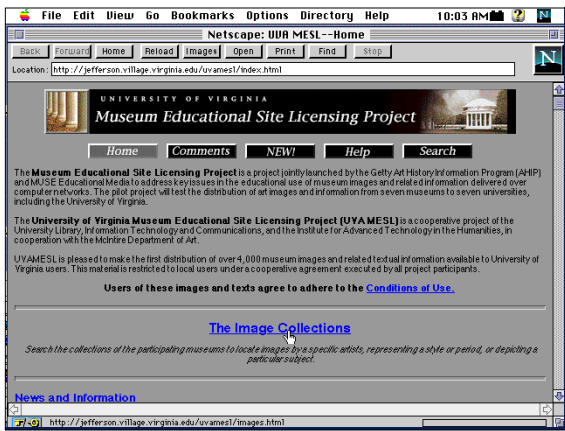 File Edit View Go Bookmarks Options Directory Help 10:03 AM
Netscape: UVA MESL--Home
Back Forward Home Reload Images Open Print Find Stop
Location: http://jefferson.village.virginia.edu/uvamesl/index.html
N
UNIVERSITY OF VIRGINIA
Museum Educational Site Licensing Project
Home Comments NEW! Help Search
The Museum Educational Site Licensing Project is a project jointly launched by the Getty Art History Information Program (AHIP)
and MUSE Educational Media to address key issues in the educational use of museum images and related information delivered over
computer networks. The pilot project will test the distribution of art images and information from seven museums to seven universities,
including the University of Virginia.
The University of Virginia Museum Educational Site Licensing Project (UVAMESL) is a cooperative project of the
University Library, Information Technology and Communications, and the Institute for Advanced Technology in the Humanities, in
cooperation with the McIntire Department of Art.
UVAMESL is pleased to make the first distribution of over 4,000 museum images and related textual information available to University of
Virginia users. This material is restricted to local users under a cooperative agreement executed by all project participants.
Users of these images and texts agree to adhere to the Conditions of Use.
The Image Collections
Search the collections of the participating museums to locate images by a specific artists, representing a style or period, or depicting a
particular subject.
News and Information
http://jefferson.village.virginia.edu/uvamesl/images.html